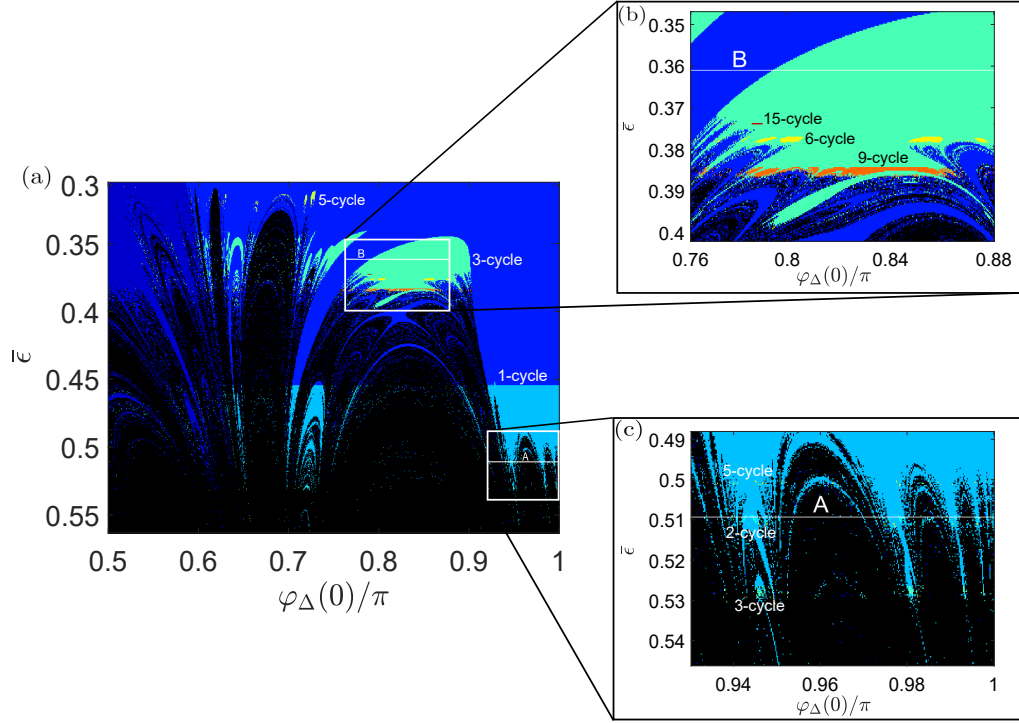 (a)
0.3
0.35
0.4
0.45
0.5
0.55
ϵ̄
0.5 0.6 0.7 0.8 0.9 1
φ_Δ(0)/π
5-cycle
B
3-cycle
1-cycle
A
(b)
0.35
0.36
0.37
0.38
0.39
0.4
ϵ̄
B
15-cycle
6-cycle
9-cycle
0.76 0.8 0.84 0.88
φ_Δ(0)/π
(c)
0.49
0.5
0.51
0.52
0.53
0.54
ϵ̄
5-cycle
A
2-cycle
3-cycle
0.94 0.96 0.98 1
φ_Δ(0)/π